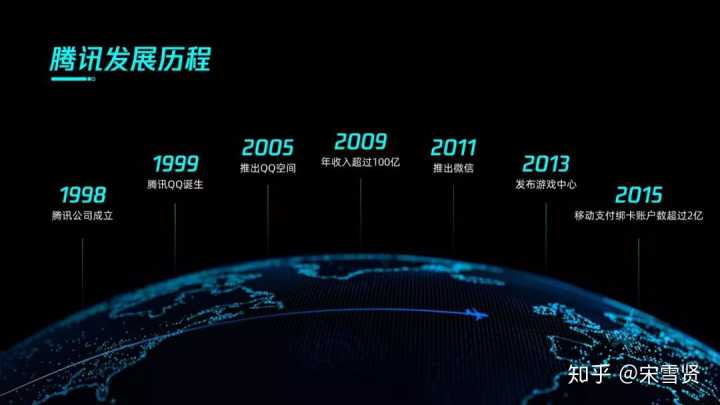 腾讯发展历程
1998
腾讯公司成立
1999
腾讯QQ诞生
2005
推出QQ空间
2009
年收入超过100亿
2011
推出微信
2013
发布游戏中心
2015
移动支付绑卡账户数超过2亿
知乎 @宋雪贤